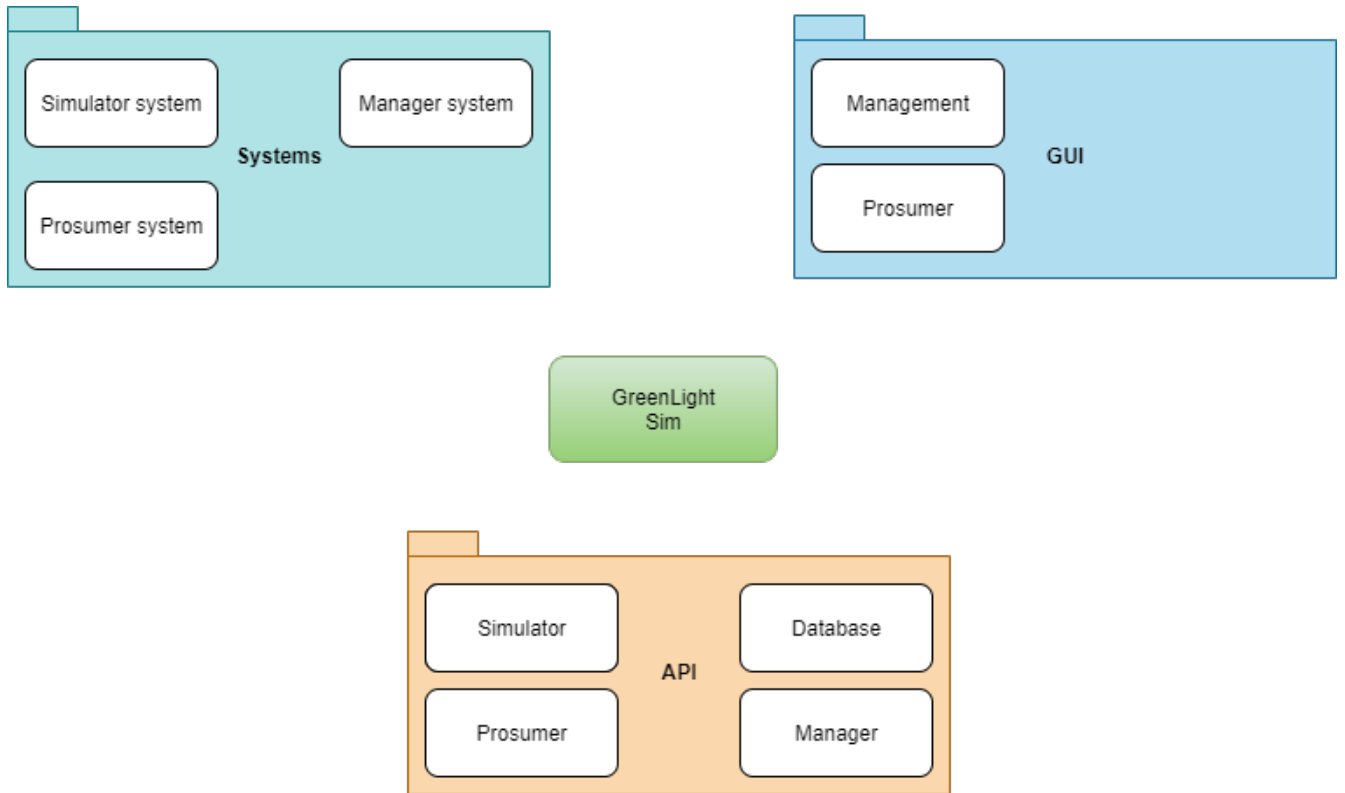 Simulator system
Manager system
Systems
Prosumer system
Management
GUI
Prosumer
GreenLight
Sim
Simulator
Database
API
Prosumer
Manager